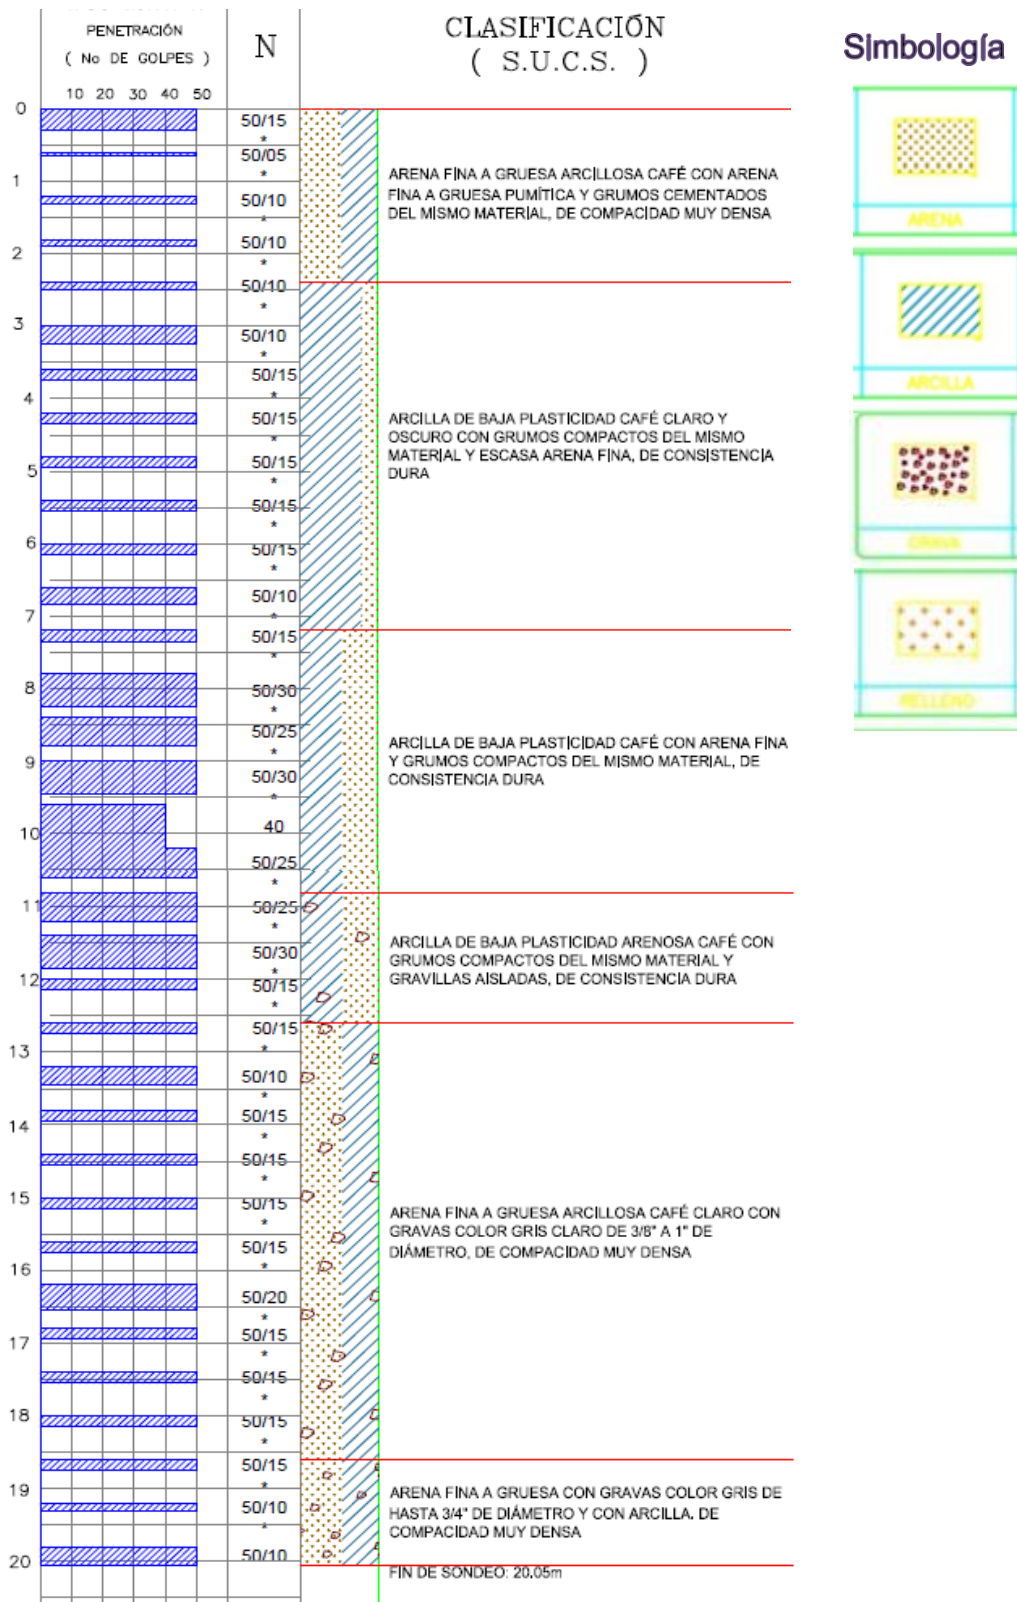 PENETRACIÓN
( No DE GOLPES )
N
CLASIFICACIÓN
( S.U.C.S. )
Simbología
10 20 30 40 50
0
50/15
*
50/05
*
1
50/10
*
50/10
2
*
50/10
*
3
50/10
*
50/15
*
4
50/15
*
50/15
5
*
50/15
*
6
50/15
*
50/10
7
*
50/15
*
8
50/30
*
50/25
*
9
50/30
*
10
40
50/25
*
11
50/25
*
50/30
*
12
50/15
*
50/15
13
*
50/10
*
14
50/15
*
50/15
*
15
50/15
*
50/15
*
16
50/20
*
50/15
17
*
50/15
*
18
50/15
*
50/15
*
19
50/10
*
20
50/10
ARENA FINA A GRUESA ARCILLOSA CAFÉ CON ARENA
FINA A GRUESA PUMÍTICA Y GRUMOS CEMENTADOS
DEL MISMO MATERIAL, DE COMPACIDAD MUY DENSA
ARCILLA DE BAJA PLASTICIDAD CAFÉ CLARO Y
OSCURO CON GRUMOS COMPACTOS DEL MISMO
MATERIAL Y ESCASA ARENA FINA, DE CONSISTENCIA
DURA
ARCILLA DE BAJA PLASTICIDAD CAFÉ CON ARENA FINA
Y GRUMOS COMPACTOS DEL MISMO MATERIAL, DE
CONSISTENCIA DURA
ARCILLA DE BAJA PLASTICIDAD ARENOSA CAFÉ CON
GRUMOS COMPACTOS DEL MISMO MATERIAL Y
GRAVILLAS AISLADAS, DE CONSISTENCIA DURA
ARENA FINA A GRUESA ARCILLOSA CAFÉ CLARO CON
GRAVAS COLOR GRIS CLARO DE 3/8" A 1" DE
DIÁMETRO, DE COMPACIDAD MUY DENSA
ARENA FINA A GRUESA CON GRAVAS COLOR GRIS DE
HASTA 3/4" DE DIÁMETRO Y CON ARCILLA. DE
COMPACIDAD MUY DENSA
FIN DE SONDEO: 20.05m
ARENA
ARCILLA
GRAVA
RELLENO